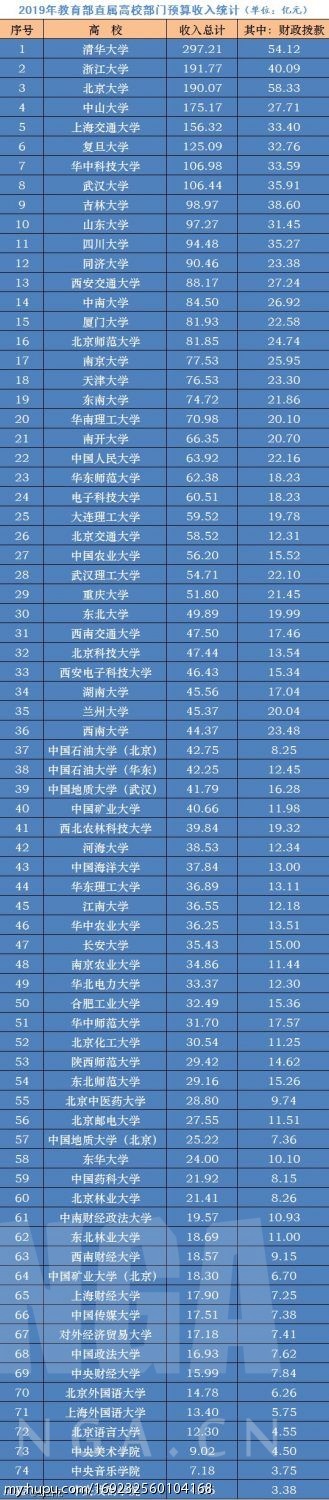 2019年教育部直属高校部门预算收入统计（单位：亿元）
序号 高 校 收入总计 其中：财政拨款
1 清华大学 297.21 54.12
2 浙江大学 191.77 40.09
3 北京大学 190.07 58.33
4 中山大学 175.17 27.71
5 上海交通大学 156.32 33.40
6 复旦大学 125.09 32.76
7 华中科技大学 106.98 33.59
8 武汉大学 106.44 35.91
9 吉林大学 98.97 38.60
10 山东大学 97.27 31.45
11 四川大学 94.48 35.27
12 同济大学 90.46 23.38
13 西安交通大学 88.17 27.24
14 中南大学 84.50 26.92
15 厦门大学 81.93 22.58
16 北京师范大学 81.85 24.74
17 南京大学 77.53 25.95
18 天津大学 76.53 23.30
19 东南大学 74.72 21.86
20 华南理工大学 70.98 20.10
21 南开大学 66.35 20.70
22 中国人民大学 63.92 22.16
23 华东师范大学 62.38 18.23
24 电子科技大学 60.51 18.23
25 大连理工大学 59.52 19.78
26 北京交通大学 58.52 12.31
27 中国农业大学 56.20 15.52
28 武汉理工大学 54.71 22.10
29 重庆大学 51.80 21.45
30 东北大学 49.89 19.99
31 西南交通大学 47.50 17.46
32 北京科技大学 47.44 13.54
33 西安电子科技大学 46.43 15.34
34 湖南大学 45.56 17.04
35 兰州大学 45.37 20.04
36 西南大学 44.37 23.48
37 中国石油大学（北京） 42.75 8.25
38 中国石油大学（华东） 42.25 12.45
39 中国地质大学（武汉） 41.79 16.28
40 中国矿业大学 40.66 11.98
41 西北农林科技大学 39.84 19.32
42 河海大学 38.53 12.34
43 中国海洋大学 37.84 13.00
44 华东理工大学 36.89 13.11
45 江南大学 36.55 12.18
46 华中农业大学 36.25 13.51
47 长安大学 35.43 15.00
48 南京农业大学 34.86 11.44
49 华北电力大学 33.37 12.30
50 合肥工业大学 32.49 15.36
51 华中师范大学 31.70 17.57
52 北京化工大学 30.54 11.25
53 陕西师范大学 29.42 14.62
54 东北师范大学 29.16 15.26
55 北京中医药大学 28.80 9.74
56 北京邮电大学 27.55 11.51
57 中国地质大学（北京） 25.22 7.36
58 东华大学 24.00 10.10
59 中国药科大学 21.92 8.15
60 北京林业大学 21.41 8.26
61 中南财经政法大学 19.57 10.93
62 东北林业大学 18.69 11.00
63 西南财经大学 18.57 9.15
64 中国矿业大学（北京） 18.30 6.70
65 上海财经大学 17.90 7.25
66 中国传媒大学 17.51 7.38
67 对外经济贸易大学 17.18 7.41
68 中国政法大学 16.93 7.62
69 中央财经大学 15.99 7.84
70 北京外国语大学 14.78 6.26
71 上海外国语大学 13.40 5.75
72 北京语言大学 12.30 4.55
73 中央美术学院 9.02 4.50
74 中央音乐学院 7.18 3.75
3.38
my.hupu.com/169232560104168